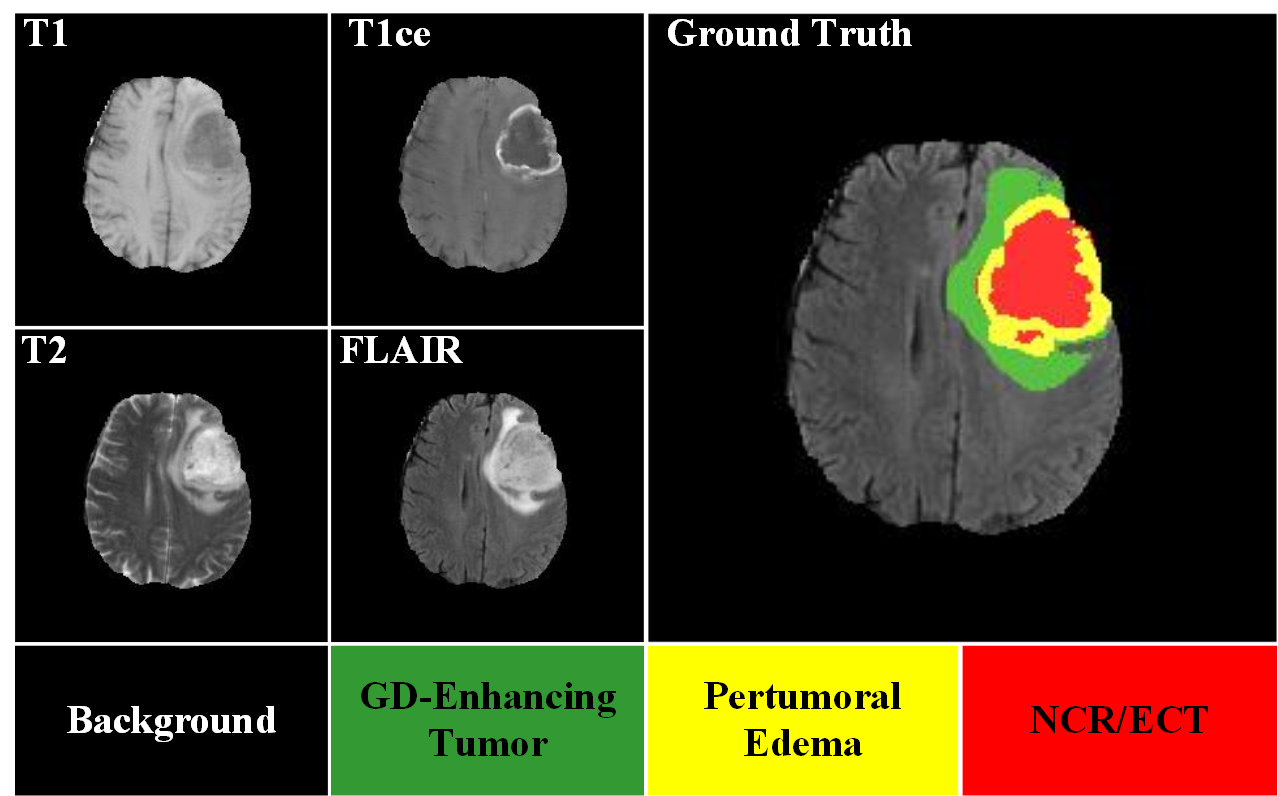 T1
T1ce
Ground Truth
T2
FLAIR
Background
GD-Enhancing
Tumor
Pertumoral
Edema
NCR/ECT